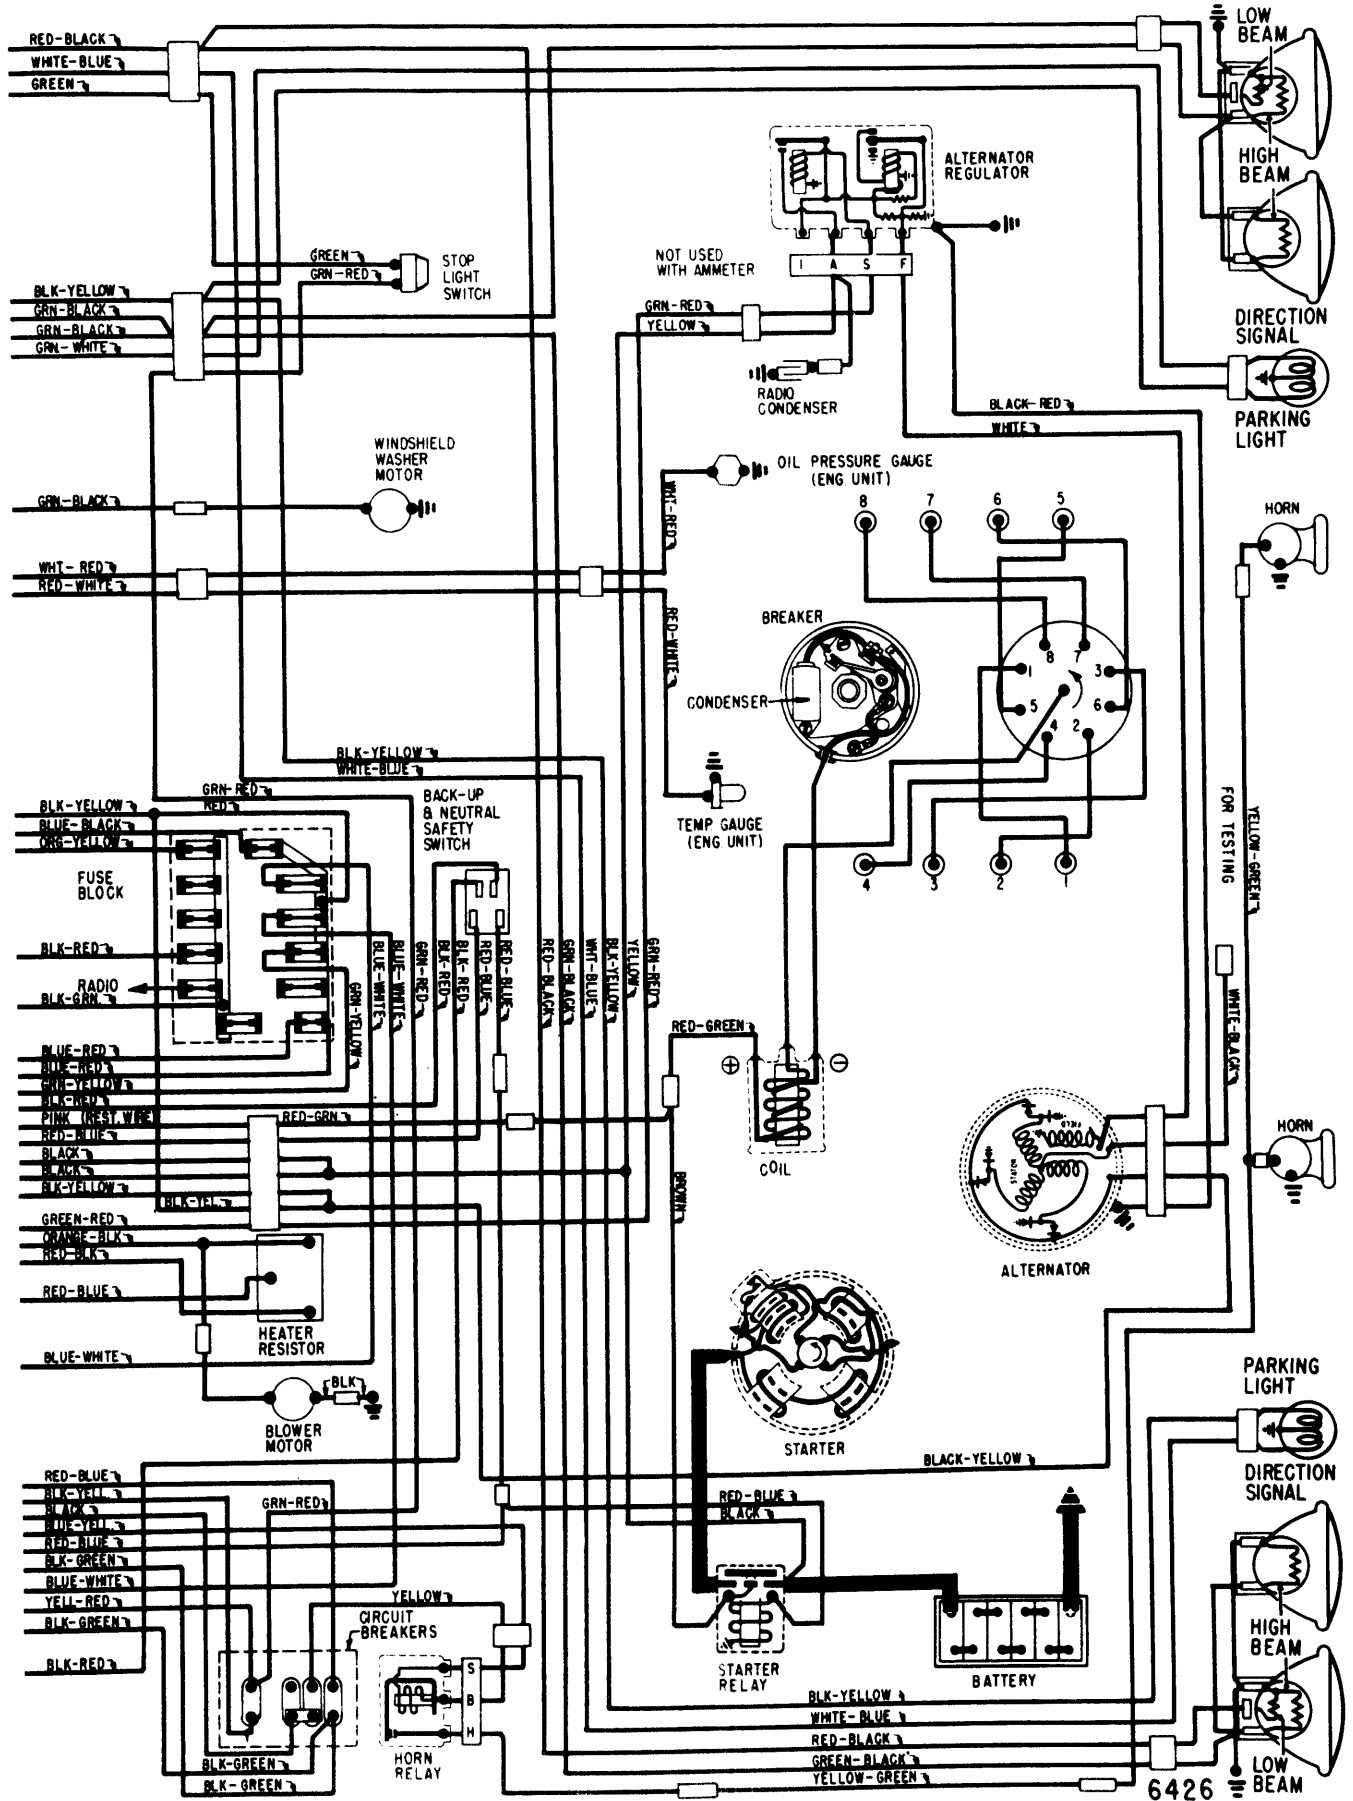 RED-BLACK
WHITE-BLUE
GREEN
LOW
BEAM
HIGH
BEAM
ALTERNATOR
REGULATOR
NOT USED
WITH AMMETER
I A S F
GREEN
GRN-RED
STOP
LIGHT
SWITCH
BLK-YELLOW
GRN-BLACK
GRN-BLACK
GRN-WHITE
GRN-RED
YELLOW
RADIO
CONDENSER
DIRECTION
SIGNAL
PARKING
LIGHT
BLACK-RED
WHITE
WINDSHIELD
WASHER
MOTOR
GRN-BLACK
OIL PRESSURE GAUGE
(ENG UNIT)
WHT-RED
8 7 6 5
HORN
WHT-RED
RED-WHITE
RED-WHITE
BREAKER
CONDENSER
8 7
1 3
5 6
4 2
BLK-YELLOW
WHITE-BLUE
TEMP GAUGE
(ENG UNIT)
FOR TESTING
YELLOW-GREEN
4 3 2 1
GRN-RED
RED
BLK-YELLOW
BLUE-BLACK
ORG-YELLOW
BACK-UP
& NEUTRAL
SAFETY
SWITCH
FUSE
BLOCK
BLK-RED
RADIO
BLK-GRN.
GRN-YELLOW
BLUE-WHITE
BLUE-WHITE
GRN-RED
BLK-RED
BLK-RED
RED-BLUE
RED-BLUE
RED-BLACK
GRN-BLACK
WHT-BLUE
BLK-YELLOW
YELLOW
GRN-RED
WHITE-BLACK
RED-GREEN
+ −
COIL
BLUE-RED
BLUE-RED
GRN-YELLOW
BLK-RED
PINK (REST. WIRE)
RED-GRN.
RED-BLUE
BLACK
BLACK
BLK-YELLOW
BLK-YEL.
GREEN-RED
ORANGE-BLK
RED-BLK
RED-BLUE
BROWN
FIELD
STATOR
ALTERNATOR
HORN
HEATER
RESISTOR
BLUE-WHITE
BLK
BLOWER
MOTOR
STARTER
PARKING
LIGHT
DIRECTION
SIGNAL
BLACK-YELLOW
RED-BLUE
BLK-YELL.
BLACK
BLUE-YELL.
RED-BLUE
BLK-GREEN
BLUE-WHITE
YELL-RED
BLK-GREEN
BLK-RED
GRN-RED
RED-BLUE
BLACK
YELLOW
CIRCUIT
BREAKERS
S
B
H
HORN
RELAY
BLK-GREEN
BLK-GREEN
STARTER
RELAY
BATTERY
BLK-YELLOW
WHITE-BLUE
RED-BLACK
GREEN-BLACK
YELLOW-GREEN
HIGH
BEAM
LOW
BEAM
6426